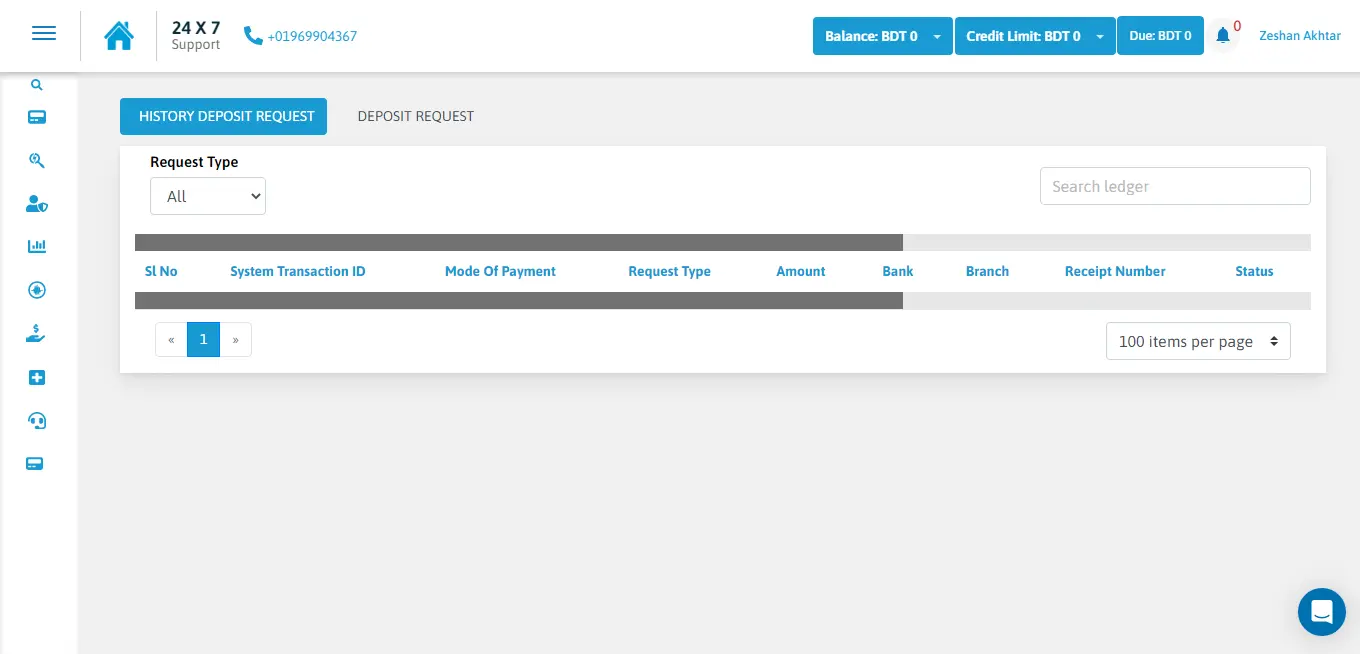 24 X 7
Support
+01969904367
Balance: BDT 0
Credit Limit: BDT 0
Due: BDT 0
0
Zeshan Akhtar
HISTORY DEPOSIT REQUEST
DEPOSIT REQUEST
Request Type
All
Search ledger
Sl No
System Transaction ID
Mode Of Payment
Request Type
Amount
Bank
Branch
Receipt Number
Status
«
1
»
100 items per page